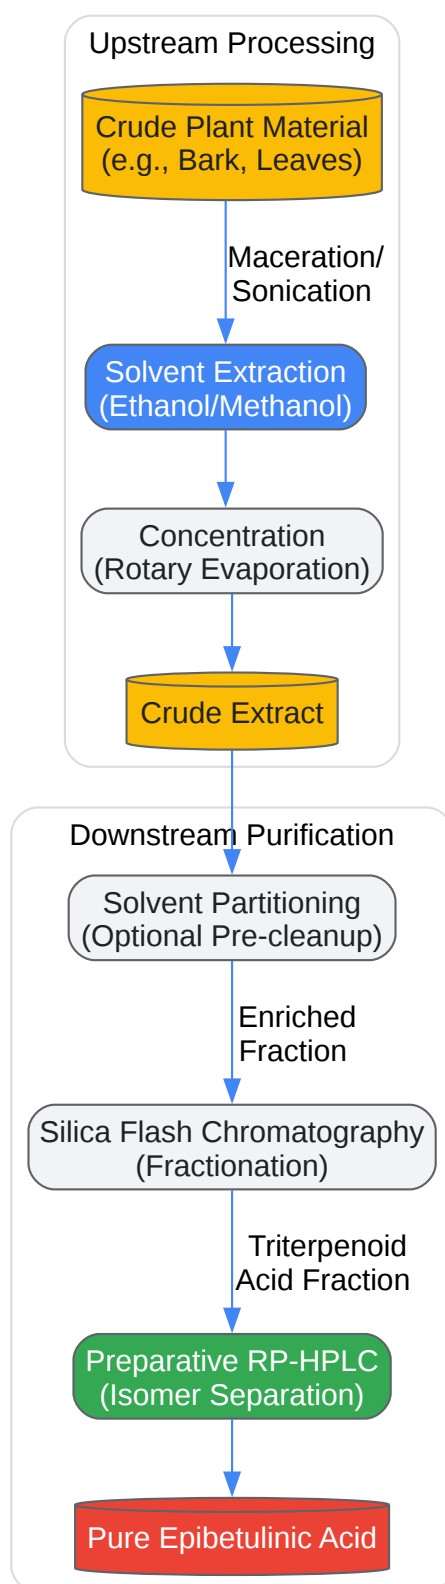 Upstream Processing
Crude Plant Material
(e.g., Bark, Leaves)
Maceration/
Sonication
Solvent Extraction
(Ethanol/Methanol)
Concentration
(Rotary Evaporation)
Crude Extract
Downstream Purification
Solvent Partitioning
(Optional Pre-cleanup)
Enriched
Fraction
Silica Flash Chromatography
(Fractionation)
Triterpenoid
Acid Fraction
Preparative RP-HPLC
(Isomer Separation)
Pure Epibetulinic Acid